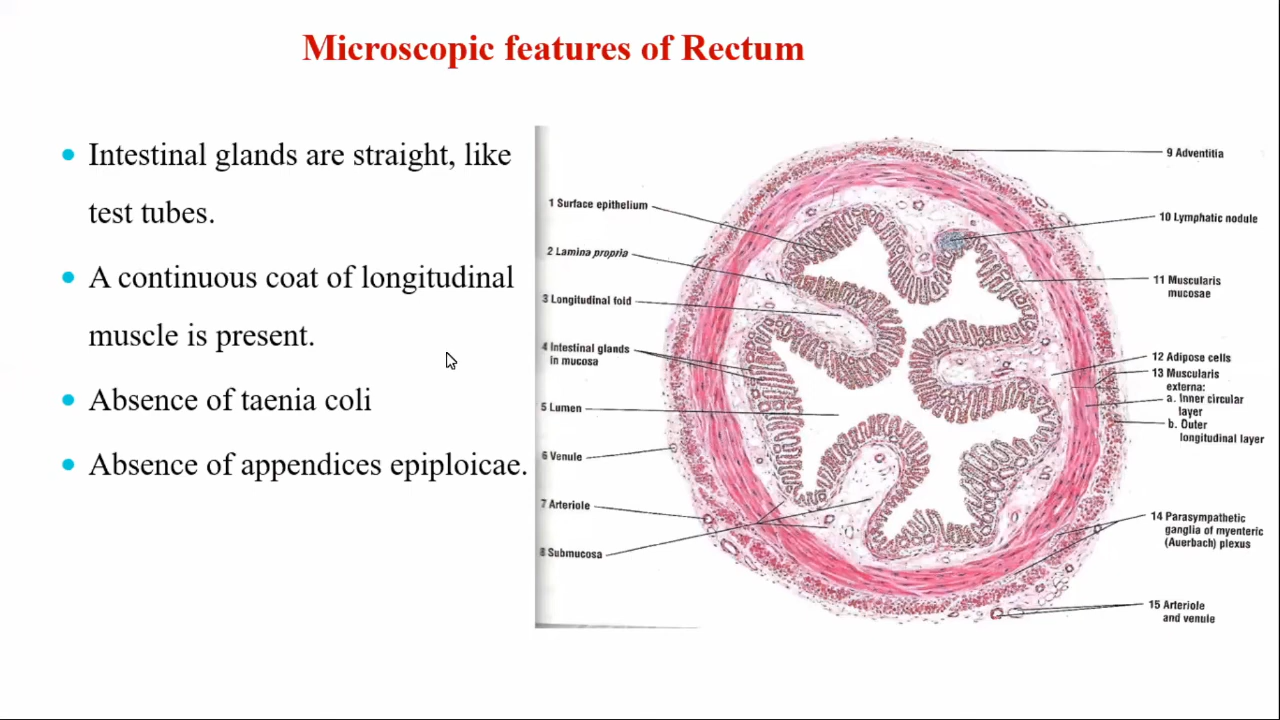 Microscopic features of Rectum
Intestinal glands are straight, like
test tubes.
A continuous coat of longitudinal
muscle is present.
Absence of taenia coli
Absence of appendices epiploicae.
1 Surface epithelium
2 Lamina propria
3 Longitudinal fold
4 Intestinal glands
in mucosa
5 Lumen
6 Venule
7 Arteriole
8 Submucosa
9 Adventitia
10 Lymphatic nodule
11 Muscularis
mucosae
12 Adipose cells
13 Muscularis
externa:
a. Inner circular
layer
b. Outer
longitudinal layer
14 Parasympathetic
ganglia of myenteric
(Auerbach) plexus
15 Arteriole
and venule